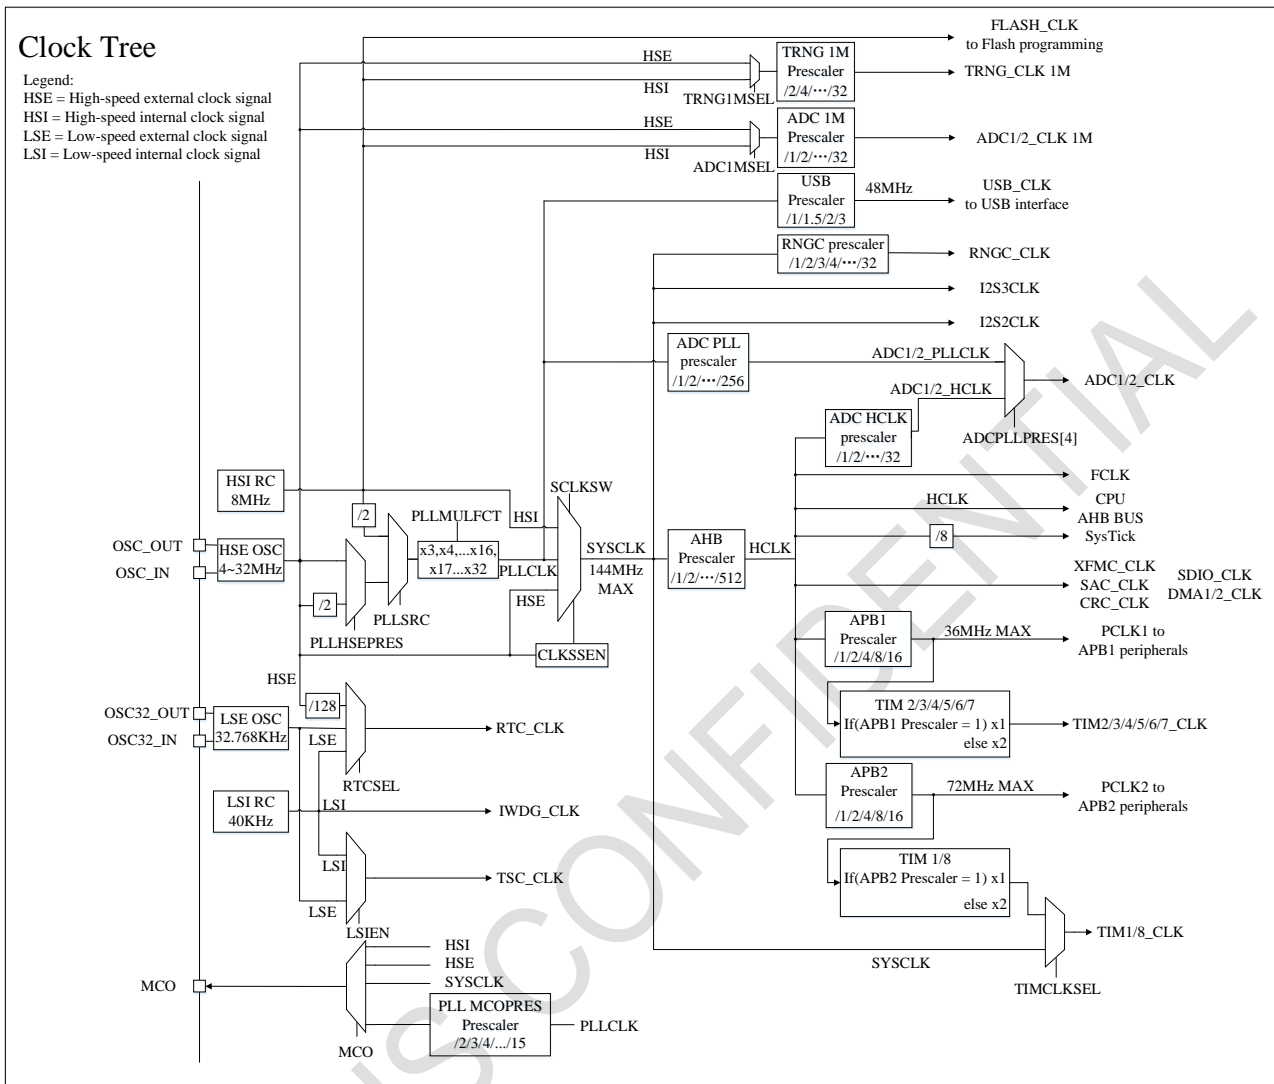 Clock Tree
Legend:
HSE = High-speed external clock signal
HSI = High-speed internal clock signal
LSE = Low-speed external clock signal
LSI = Low-speed internal clock signal
FLASH_CLK
to Flash programming
HSE
HSI
TRNG1MSEL
TRNG 1M
Prescaler
/2/4/···/32
TRNG_CLK 1M
HSE
HSI
ADC1MSEL
ADC 1M
Prescaler
/1/2/···/32
ADC1/2_CLK 1M
USB
Prescaler
/1/1.5/2/3
48MHz
USB_CLK
to USB interface
RNGC prescaler
/1/2/3/4/···/32
RNGC_CLK
I2S3CLK
I2S2CLK
ADC PLL
prescaler
/1/2/···/256
ADC1/2_PLLCLK
ADC1/2_HCLK
ADC1/2_CLK
ADCPLLPRES[4]
ADC HCLK
prescaler
/1/2/···/32
HSI RC
8MHz
/2
PLLMULFCT
x3,x4,...x16,
x17...x32
SCLKSW
HSI
PLLCLK
HSE
SYSCLK
144MHz
MAX
AHB
Prescaler
/1/2/···/512
HCLK
FCLK
HCLK
CPU
AHB BUS
/8
SysTick
OSC_OUT
OSC_IN
HSE OSC
4~32MHz
/2
PLLHSEPRES
PLLSRC
CLKSSEN
XFMC_CLK
SAC_CLK
CRC_CLK
SDIO_CLK
DMA1/2_CLK
APB1
Prescaler
/1/2/4/8/16
36MHz MAX
PCLK1 to
APB1 peripherals
HSE
/128
OSC32_OUT
OSC32_IN
LSE OSC
32.768KHz
LSE
RTC_CLK
RTCSEL
TIM 2/3/4/5/6/7
If(APB1 Prescaler = 1) x1
else x2
TIM2/3/4/5/6/7_CLK
LSI RC
40KHz
LSI
IWDG_CLK
APB2
Prescaler
/1/2/4/8/16
72MHz MAX
PCLK2 to
APB2 peripherals
LSI
LSE
TSC_CLK
LSIEN
TIM 1/8
If(APB2 Prescaler = 1) x1
else x2
TIM1/8_CLK
SYSCLK
TIMCLKSEL
HSI
HSE
SYSCLK
MCO
MCO
PLL MCOPRES
Prescaler
/2/3/4/.../15
PLLCLK
CONFIDENTIAL